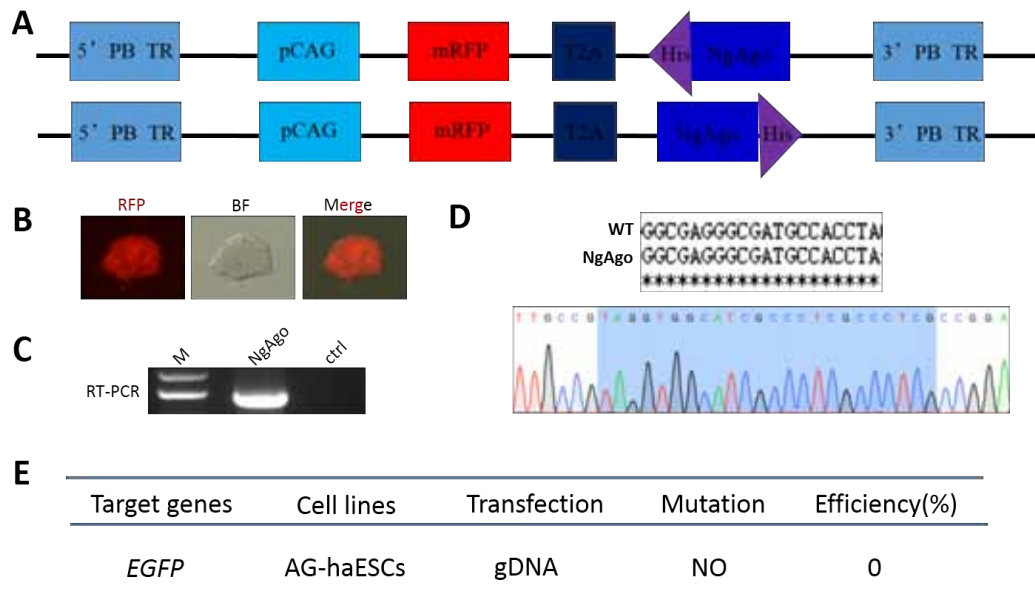 A
5' PB TR pCAG mRFP T2A His NgAgo 3' PB TR
5' PB TR pCAG mRFP T2A NgAgo His 3' PB TR
B
RFP BF Merge
C
M NgAgo ctrl
RT-PCR
D
WT GGCGAGGGCGATGCCACCTA
NgAgo GGCGAGGGCGATGCCACCTA
********************
T T G C C G T A G G T G G C A T C G C C C T C G C C C T C G C C G G A
E
Target genes Cell lines Transfection Mutation Efficiency(%)
EGFP AG-haESCs gDNA NO 0